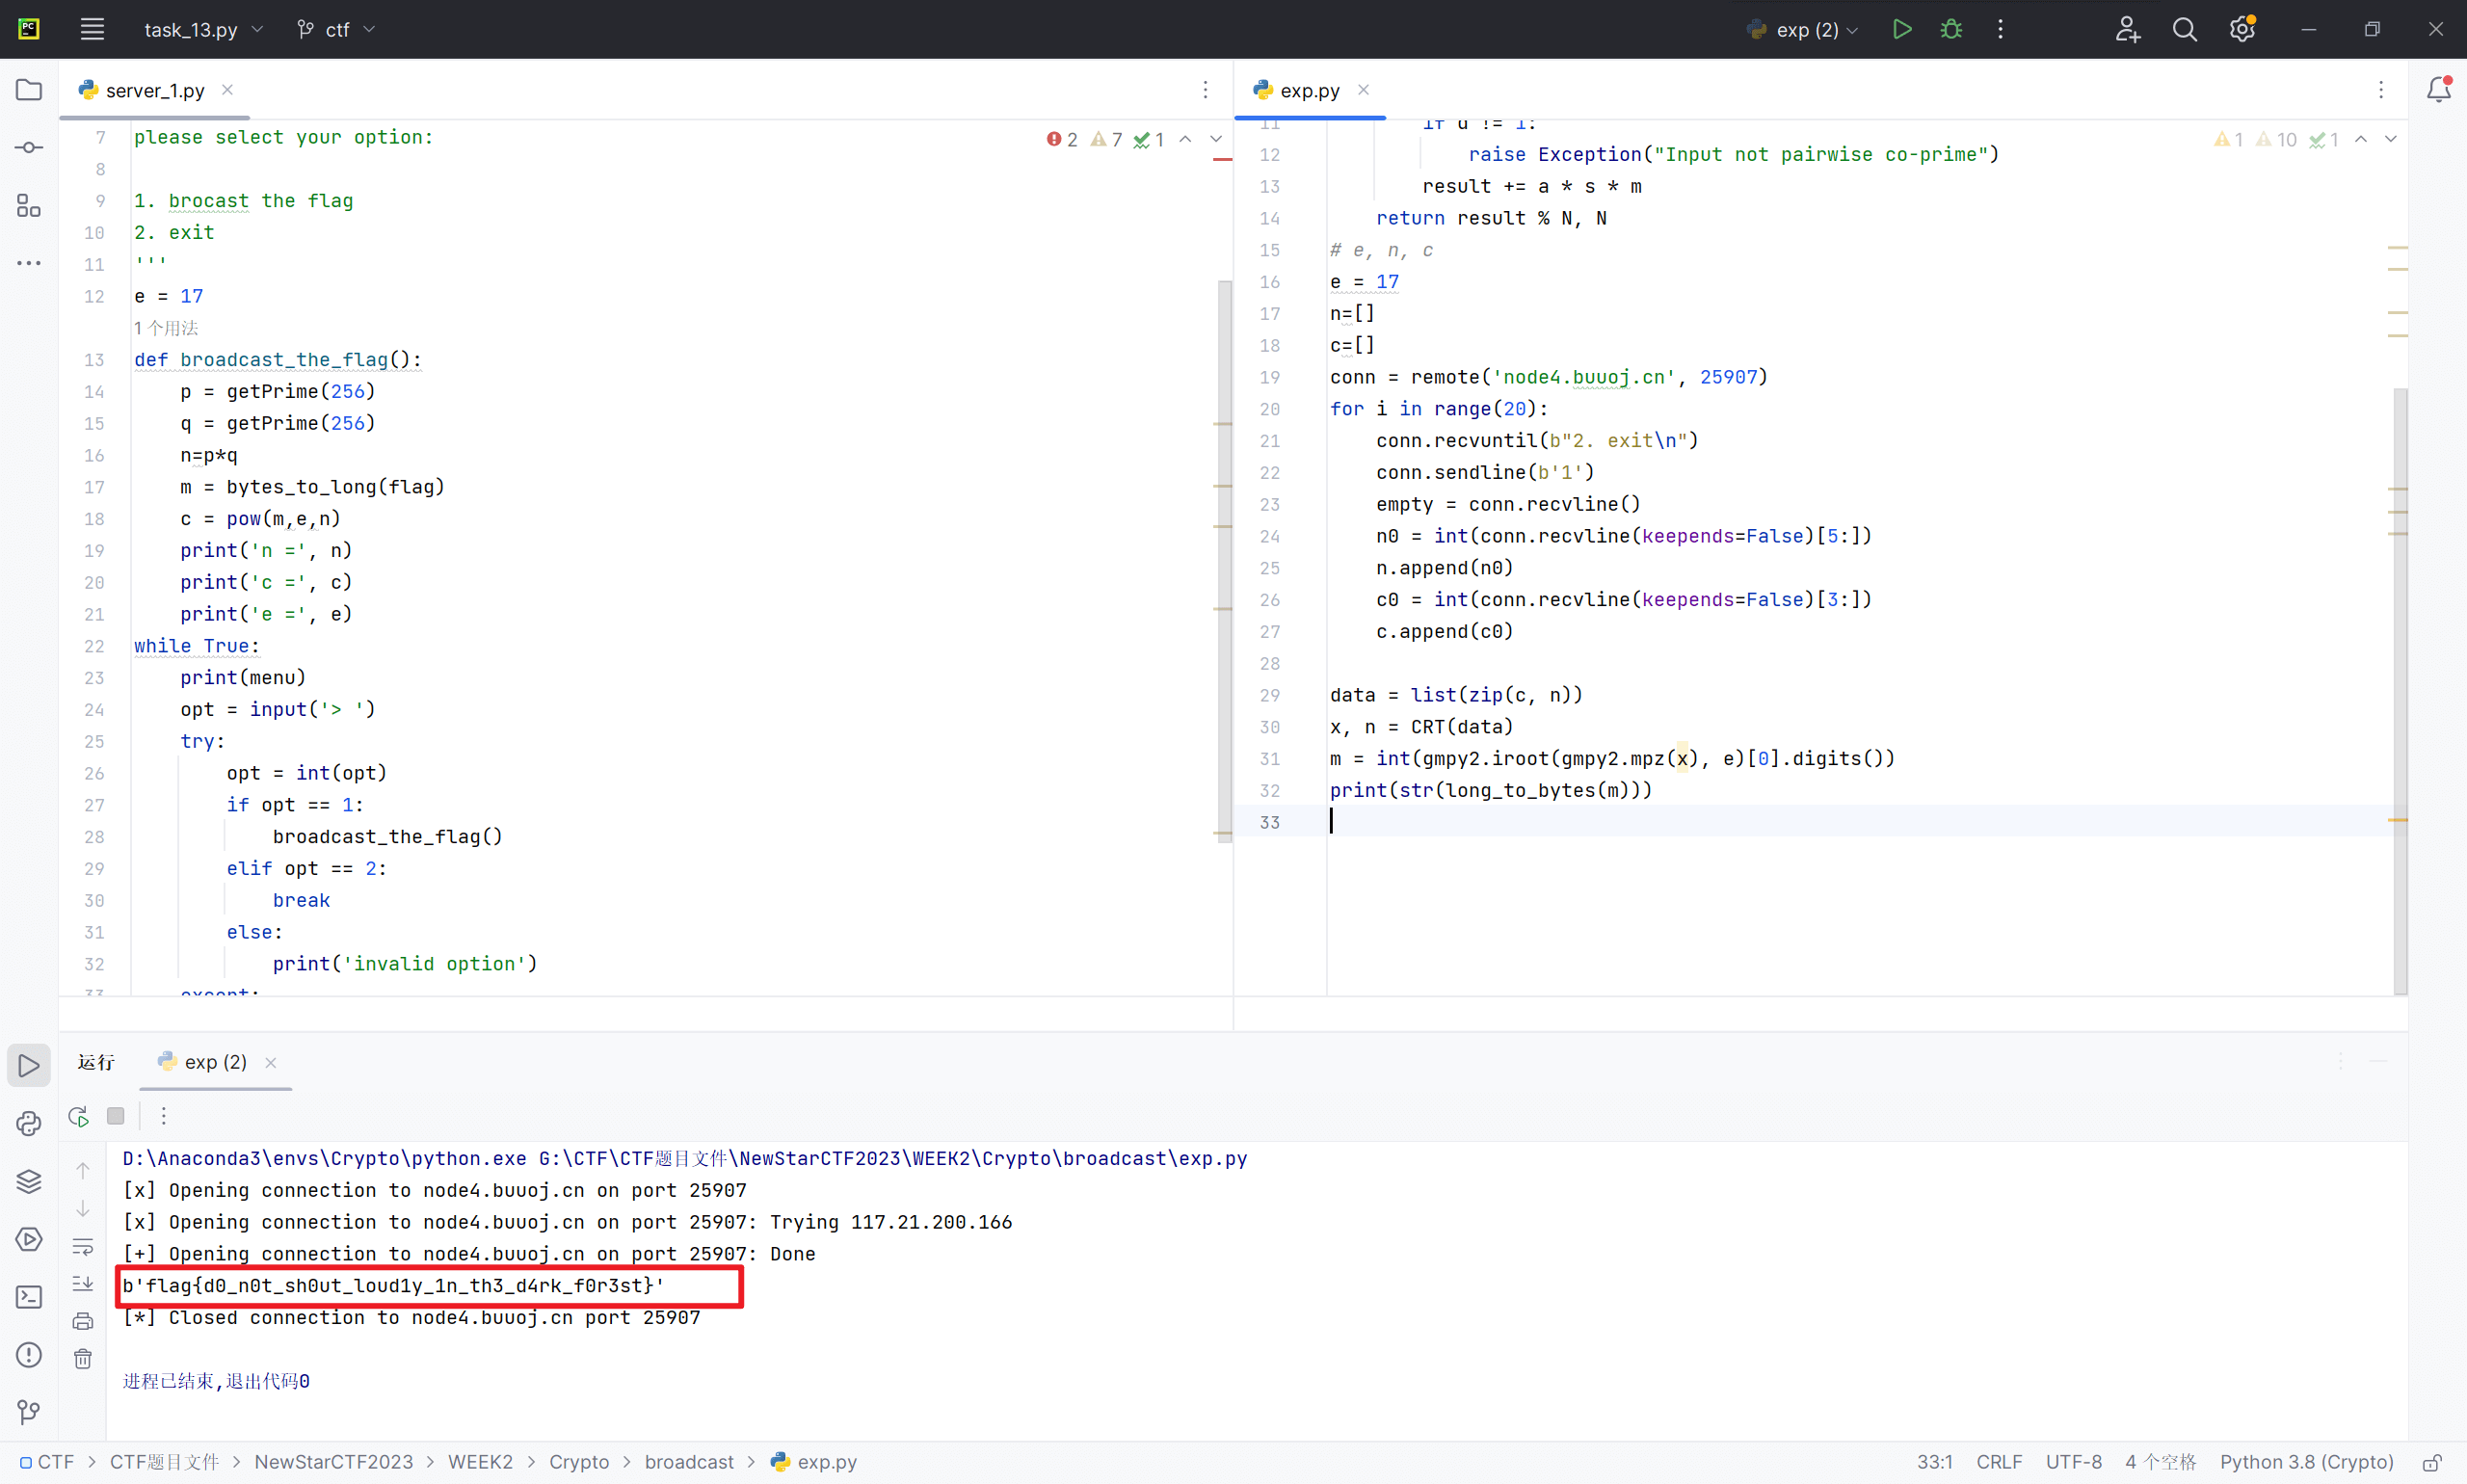 PC
task_13.py
ctf
exp (2)
server_1.py
exp.py
2 7 1
7 please select your option:
8
9 1. brocast the flag
10 2. exit
11 '''
12 e = 17
1 个用法
13 def broadcast_the_flag():
14 p = getPrime(256)
15 q = getPrime(256)
16 n=p*q
17 m = bytes_to_long(flag)
18 c = pow(m,e,n)
19 print('n =', n)
20 print('c =', c)
21 print('e =', e)
22 while True:
23 print(menu)
24 opt = input('> ')
25 try:
26 opt = int(opt)
27 if opt == 1:
28 broadcast_the_flag()
29 elif opt == 2:
30 break
31 else:
32 print('invalid option')
33 except:
1 10 1
11 if d != 1:
12 raise Exception("Input not pairwise co-prime")
13 result += a * s * m
14 return result % N, N
15 # e, n, c
16 e = 17
17 n=[]
18 c=[]
19 conn = remote('node4.buuoj.cn', 25907)
20 for i in range(20):
21 conn.recvuntil(b"2. exit\n")
22 conn.sendline(b'1')
23 empty = conn.recvline()
24 n0 = int(conn.recvline(keepends=False)[5:])
25 n.append(n0)
26 c0 = int(conn.recvline(keepends=False)[3:])
27 c.append(c0)
28
29 data = list(zip(c, n))
30 x, n = CRT(data)
31 m = int(gmpy2.iroot(gmpy2.mpz(x), e)[0].digits())
32 print(str(long_to_bytes(m)))
33
运行
exp (2)
D:\Anaconda3\envs\Crypto\python.exe G:\CTF\CTF题目文件\NewStarCTF2023\WEEK2\Crypto\broadcast\exp.py
[x] Opening connection to node4.buuoj.cn on port 25907
[x] Opening connection to node4.buuoj.cn on port 25907: Trying 117.21.200.166
[+] Opening connection to node4.buuoj.cn on port 25907: Done
b'flag{d0_n0t_sh0ut_loud1y_1n_th3_d4rk_f0r3st}'
[*] Closed connection to node4.buuoj.cn port 25907
进程已结束,退出代码0
CTF > CTF题目文件 > NewStarCTF2023 > WEEK2 > Crypto > broadcast > exp.py
33:1 CRLF UTF-8 4 个空格 Python 3.8 (Crypto)